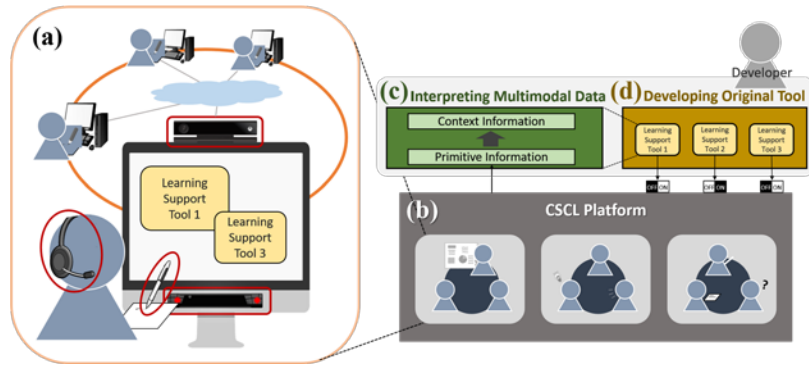 (a)
Learning
Support
Tool 1
Learning
Support
Tool 3
Developer
(c) Interpreting Multimodal Data
Context Information
Primitive Information
(d) Developing Original Tool
Learning
Support
Tool 1
Learning
Support
Tool 2
Learning
Support
Tool 3
OFF ON
OFF ON
OFF ON
(b)
CSCL Platform
?